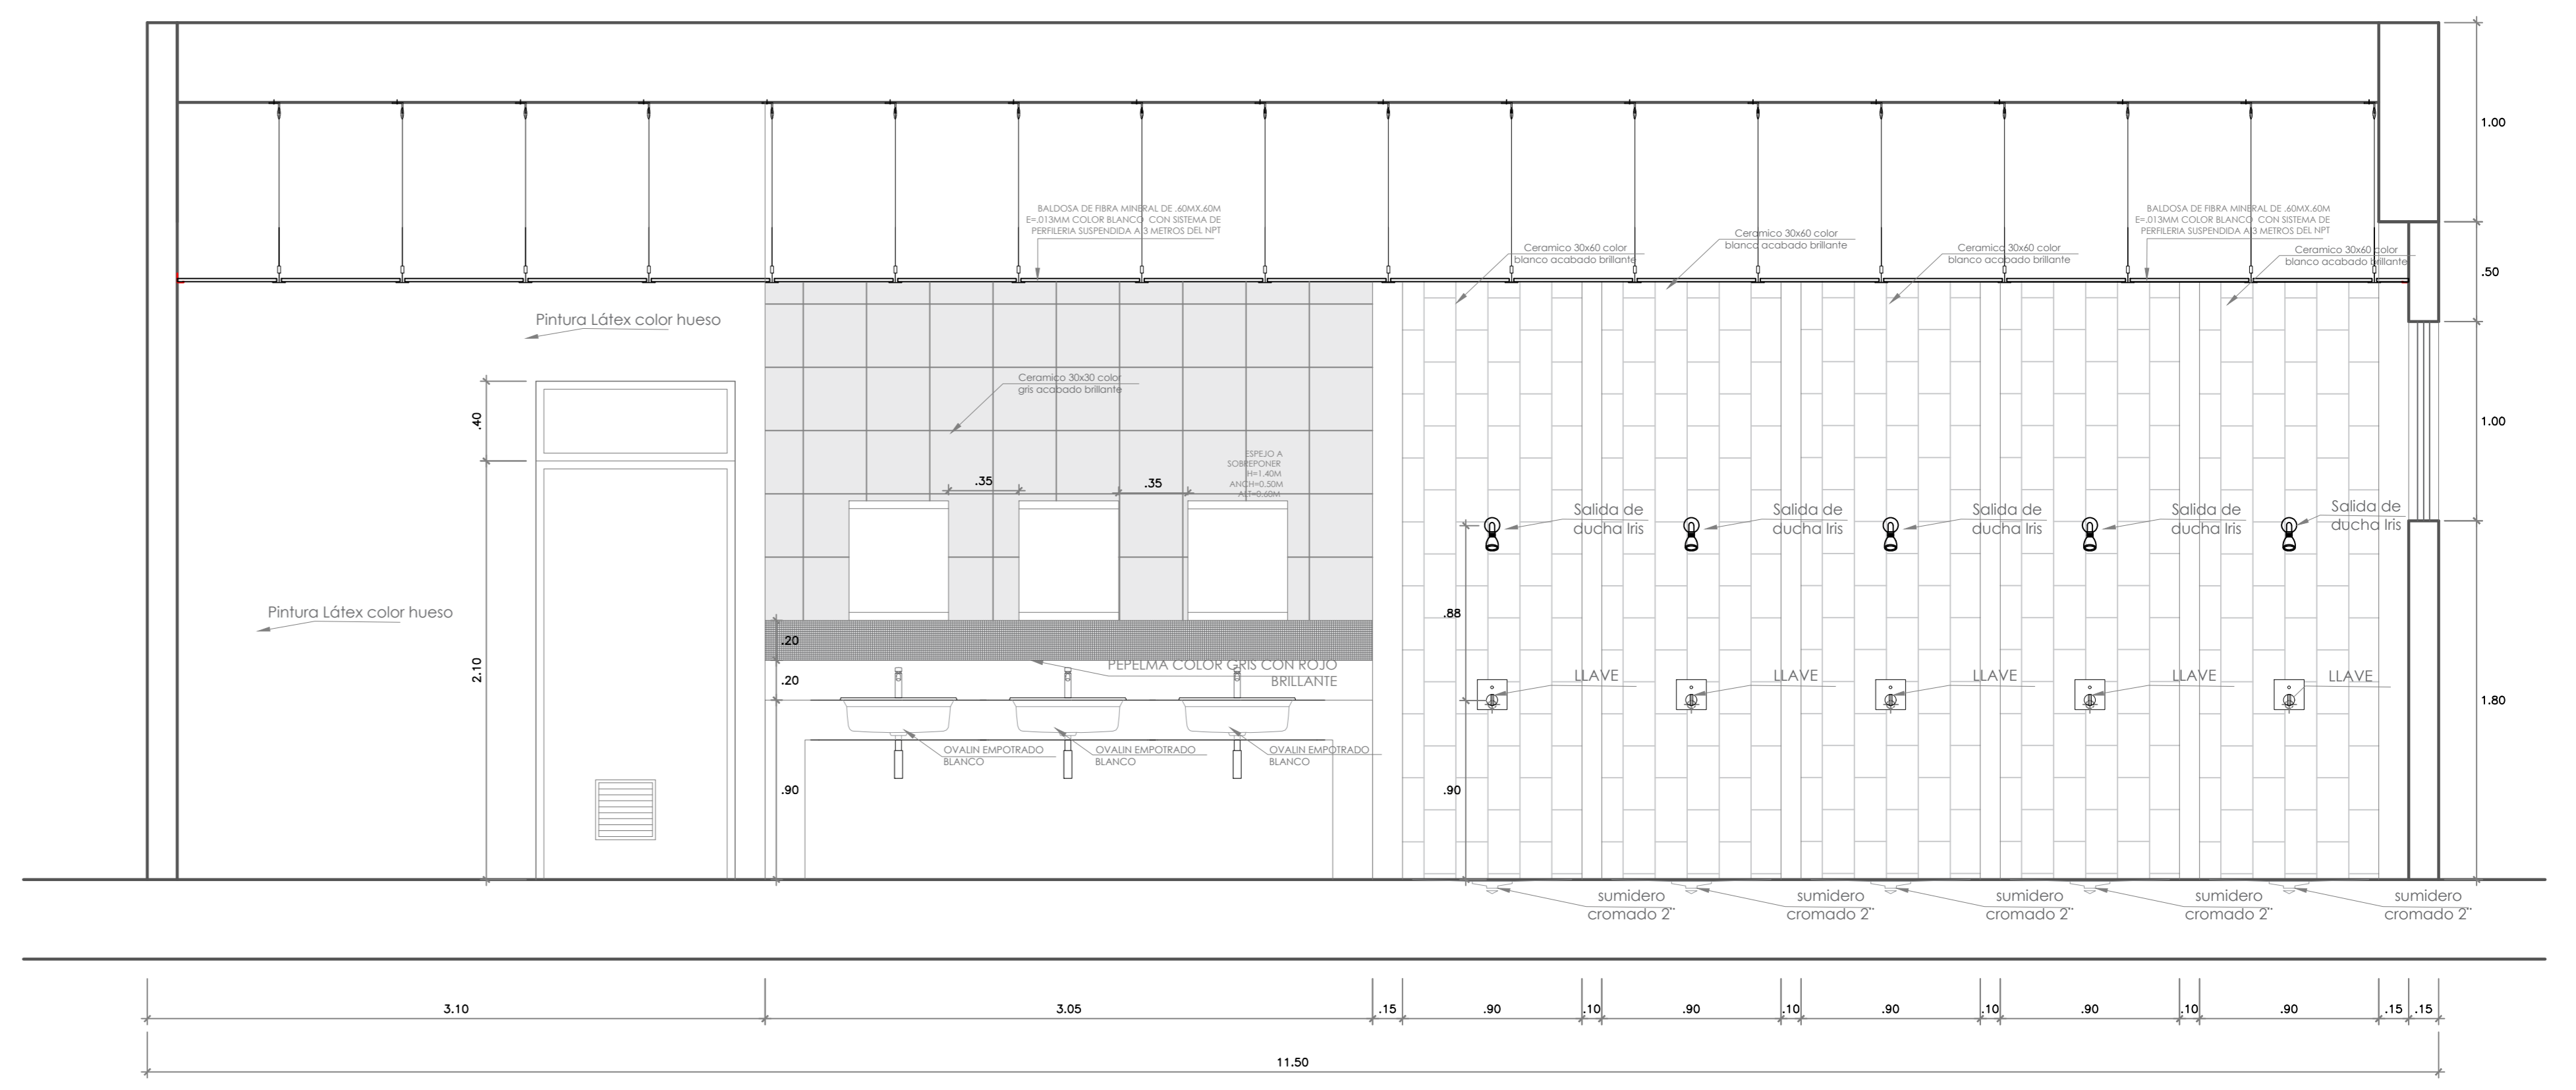 1.00
BALDOSA DE FIBRA MINERAL DE .60MX.60M
E=.013MM COLOR BLANCO  CON SISTEMA DE
PERFILERIA SUSPENDIDA A 3 METROS DEL NPT
BALDOSA DE FIBRA MINERAL DE .60MX.60M
E=.013MM COLOR BLANCO  CON SISTEMA DE
PERFILERIA SUSPENDIDA A 3 METROS DEL NPT
Ceramico 30x60 color
blanco acabado brillante
Ceramico 30x60 color
blanco acabado brillante
Ceramico 30x60 color
blanco acabado brillante
Ceramico 30x60 color
blanco acabado brillante
.50
Pintura Látex color hueso
Ceramico 30x30 color
gris acabado brillante
.40
1.00
ESPEJO A
SOBREPONER
H=1.40M
ANCH=0.50M
ALT=0.60M
.35
.35
Salida de
ducha Iris
Salida de
ducha Iris
Salida de
ducha Iris
Salida de
ducha Iris
Salida de
ducha Iris
Pintura Látex color hueso
.88
.20
2.10
PEPELMA COLOR GRIS CON ROJO
BRILLANTE
.20
LLAVE
LLAVE
LLAVE
LLAVE
LLAVE
1.80
OVALIN EMPOTRADO
BLANCO
OVALIN EMPOTRADO
BLANCO
OVALIN EMPOTRADO
BLANCO
.90
.90
sumidero
cromado 2¨
sumidero
cromado 2¨
sumidero
cromado 2¨
sumidero
cromado 2¨
sumidero
cromado 2¨
3.10
3.05
.15
.90
.10
.90
.10
.90
.10
.90
.10
.90
.15
.15
11.50